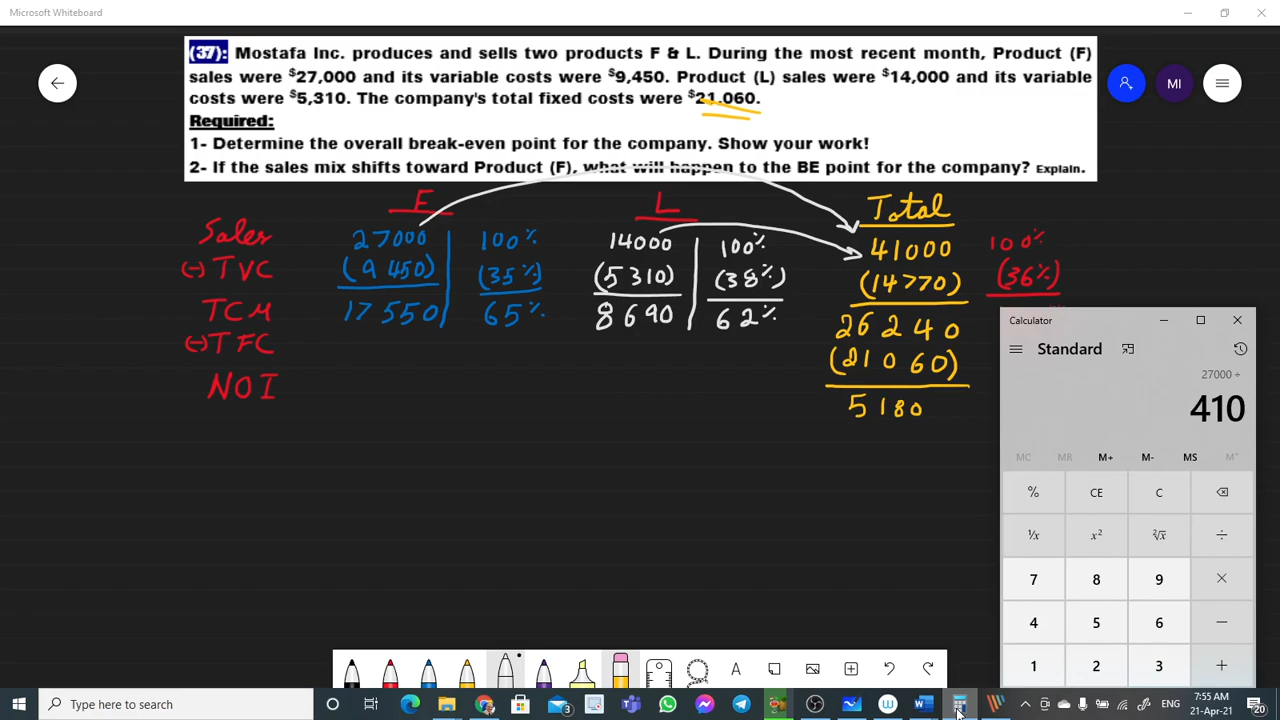 Microsoft Whiteboard
(37): Mostafa Inc. produces and sells two products F & L. During the most recent month, Product (F)
sales were $27,000 and its variable costs were $9,450. Product (L) sales were $14,000 and its variable
costs were $5,310. The company's total fixed costs were $21,060.
Required:
1- Determine the overall break-even point for the company. Show your work!
2- If the sales mix shifts toward Product (F), what will happen to the BE point for the company? Explain.
MI
F L Total
Sales 27000 100% 14000 100% 41000 100%
(-) TVC (9 450) (35%) (5 310) (38%) (14770) (36%)
TCM 17 550 65% 8 690 62% 26 240
(-) TFC (21 060)
NOI 5 180
Calculator
Standard
27000 ÷
410
MC MR M+ M- MS M˅
% CE C
¹/x x² ²√x ÷
7 8 9 ×
4 5 6 −
1 2 3 +
A
Type here to search
3
ENG
7:55 AM
21-Apr-21
20